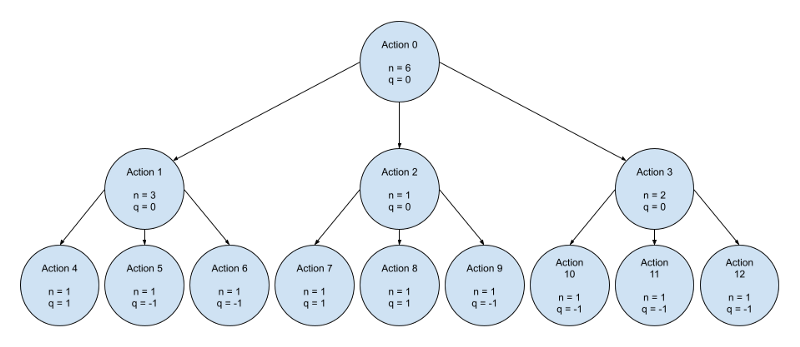 Action 0
n = 6
q = 0
Action 1
n = 3
q = 0
Action 2
n = 1
q = 0
Action 3
n = 2
q = 0
Action 4
n = 1
q = 1
Action 5
n = 1
q = -1
Action 6
n = 1
q = -1
Action 7
n = 1
q = 1
Action 8
n = 1
q = 1
Action 9
n = 1
q = -1
Action
10
n = 1
q = -1
Action
11
n = 1
q = -1
Action
12
n = 1
q = -1